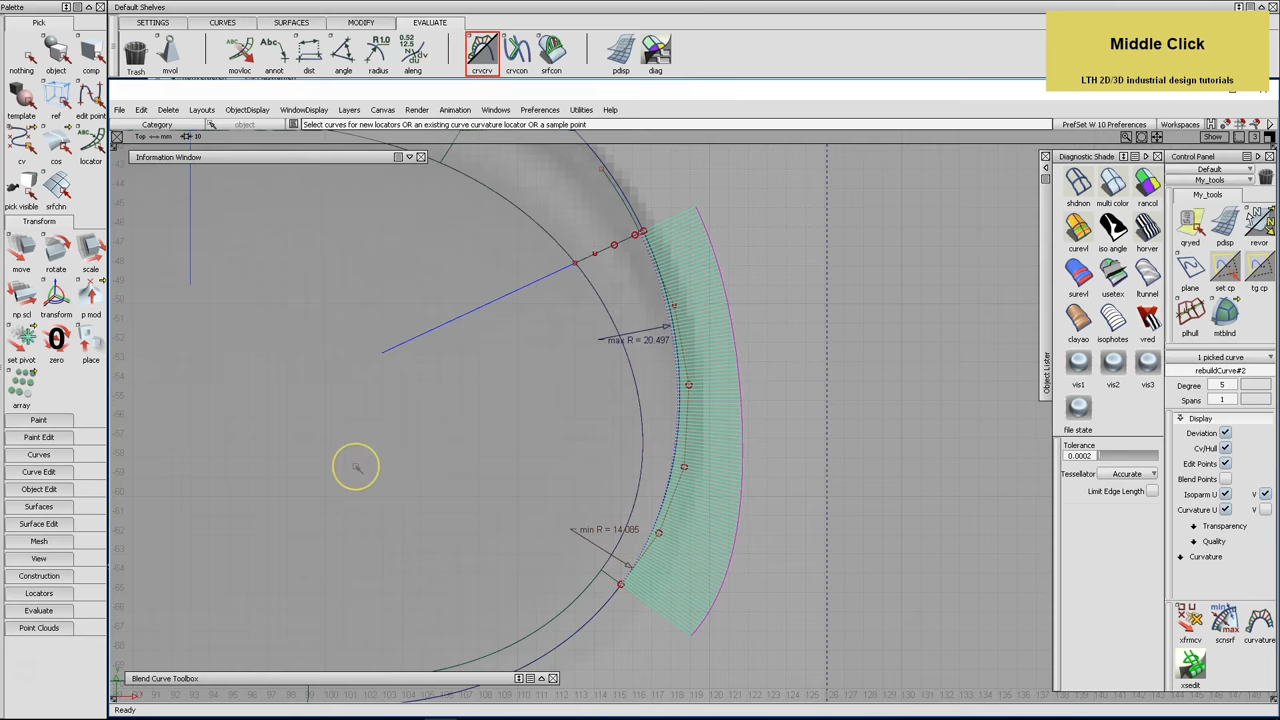 Palette
Default Shelves
Pick
nothing
object
comp
template
ref
edit point
cv
cos
locator
pick visible
srfchn
Transform
move
rotate
scale
np scl
transform
p mod
set pivot
zero
place
array
Paint
Paint Edit
Curves
Curve Edit
Object Edit
Surfaces
Surface Edit
Mesh
View
Construction
Locators
Evaluate
Point Clouds
SETTINGS
CURVES
SURFACES
MODIFY
EVALUATE
Trash
mvol
movloc
Annot
dist
angle
radius
aleng
crvcrv
crvcon
srfcon
pdisp
diag
Middle Click
LTH 2D/3D industrial design tutorials
File
Edit
Delete
Layouts
ObjectDisplay
WindowDisplay
Layers
Canvas
Render
Animation
Windows
Preferences
Utilities
Help
Category
object
Select curves for new locators OR an existing curve curvature locator OR a sample point
PrefSet W 10 Preferences
Workspaces
Top mm 10
Show
3
Information Window
max R = 20.497
min R = 14.085
Blend Curve Toolbox
Ready
Object Lister
Diagnostic Shade
shdnon
multi color
rancol
curevl
iso angle
horver
surevl
usetex
ltunnel
clayao
isophotes
vred
vis1
vis2
vis3
file state
Tolerance
0.0002
Tessellator
Accurate
Limit Edge Length
Control Panel
Default
My_tools
My_tools
qryed
pdisp
revor
plane
set cp
tg cp
plhull
mtblnd
1 picked curve
rebuildCurve#2
Degree
5
Spans
1
Display
Deviation
Cv/Hull
Edit Points
Blend Points
Isoparm U
V
Curvature U
V
Transparency
Quality
Curvature
xfrmcv
scnsrf
curvature
xsedit